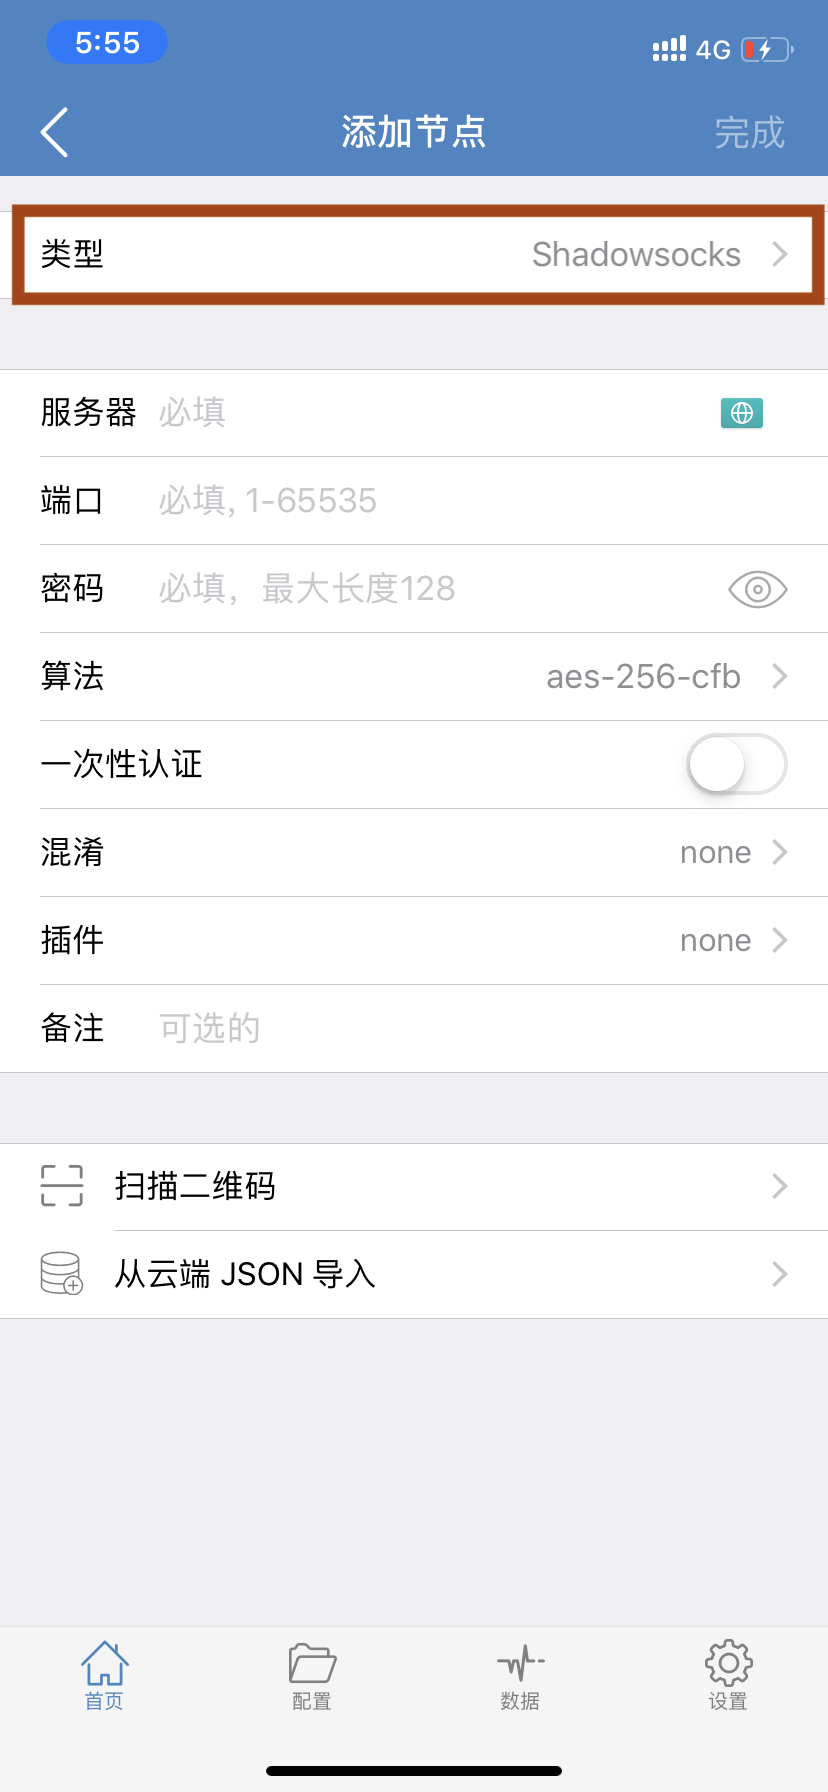 5:55
4G
添加节点
完成
类型 Shadowsocks
服务器 必填
端口 必填, 1-65535
密码 必填，最大长度128
算法 aes-256-cfb
一次性认证
混淆 none
插件 none
备注 可选的
扫描二维码
从云端 JSON 导入
首页 配置 数据 设置